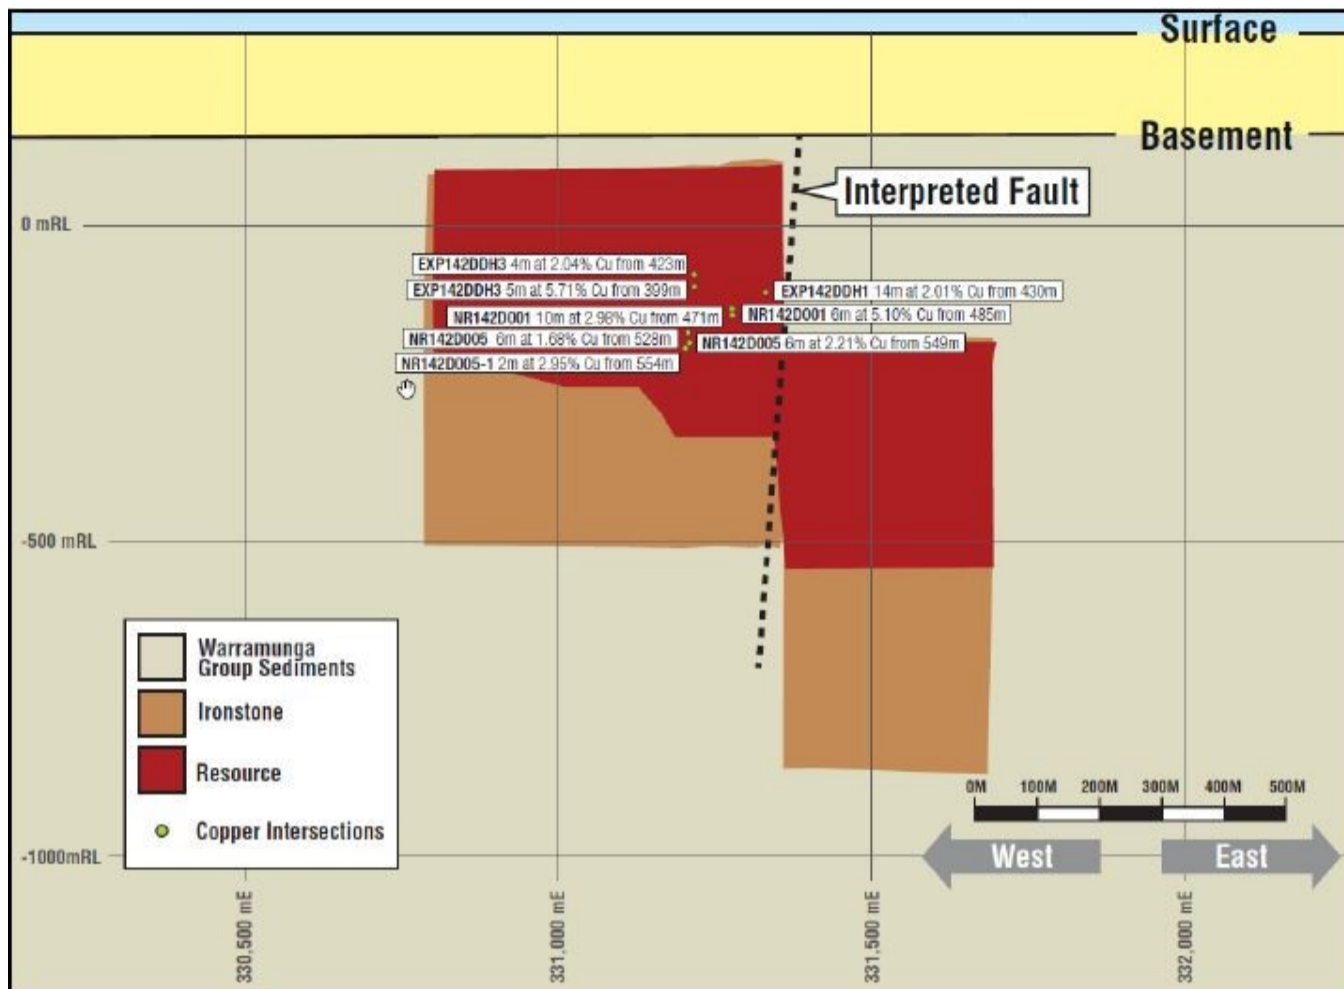 Surface
Basement
Interpreted Fault
0 mRL
EXP142DDH3 4m at 2.04% Cu from 423m
EXP142DDH3 5m at 5.71% Cu from 399m
EXP142DDH1 14m at 2.01% Cu from 430m
NR142D001 10m at 2.98% Cu from 471m
NR142D001 6m at 5.10% Cu from 485m
NR142D005 6m at 1.68% Cu from 528m
NR142D005 6m at 2.21% Cu from 549m
NR142D005-1 2m at 2.95% Cu from 554m
-500 mRL
Warramunga
Group Sediments
Ironstone
Resource
Copper Intersections
0M 100M 200M 300M 400M 500M
-1000mRL
West East
330,500 mE
331,000 mE
331,500 mE
332,000 mE